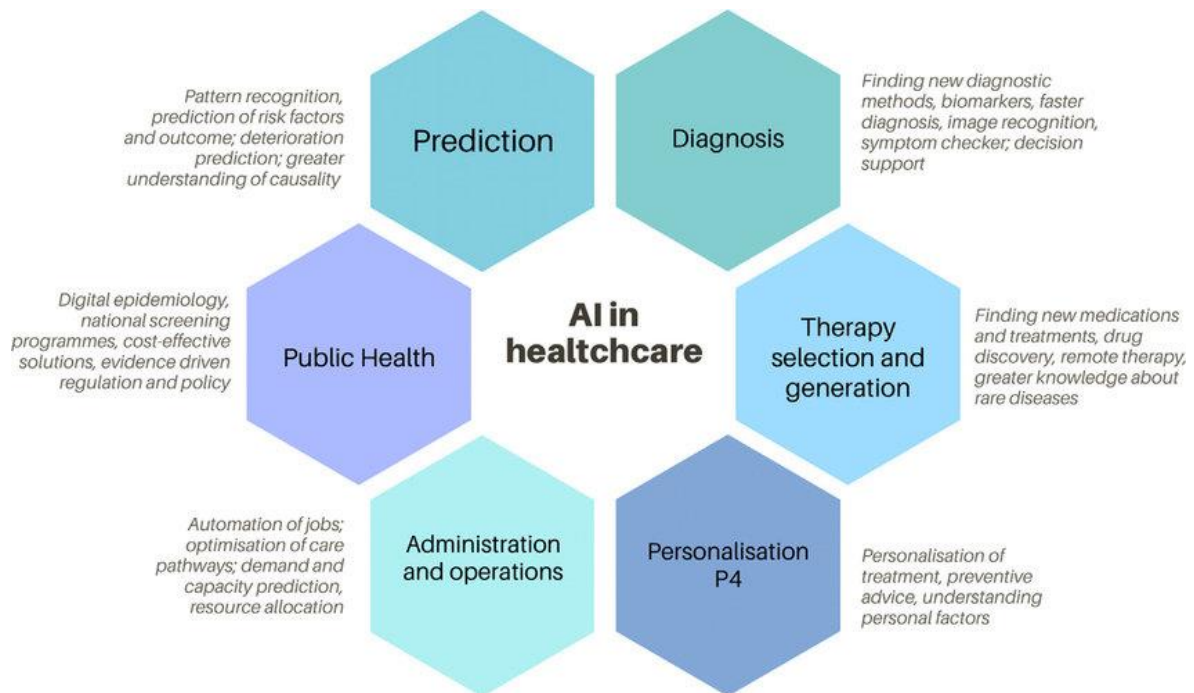 Pattern recognition,
prediction of risk factors
and outcome; deterioration
prediction; greater
understanding of causality
Prediction
Diagnosis
Finding new diagnostic
methods, biomarkers, faster
diagnosis, image recognition,
symptom checker; decision
support
Digital epidemiology,
national screening
programmes, cost-effective
solutions, evidence driven
regulation and policy
Public Health
AI in
healtchcare
Therapy
selection and
generation
Finding new medications
and treatments, drug
discovery, remote therapy,
greater knowledge about
rare diseases
Automation of jobs;
optimisation of care
pathways; demand and
capacity prediction,
resource allocation
Administration
and operations
Personalisation
P4
Personalisation of
treatment, preventive
advice, understanding
personal factors